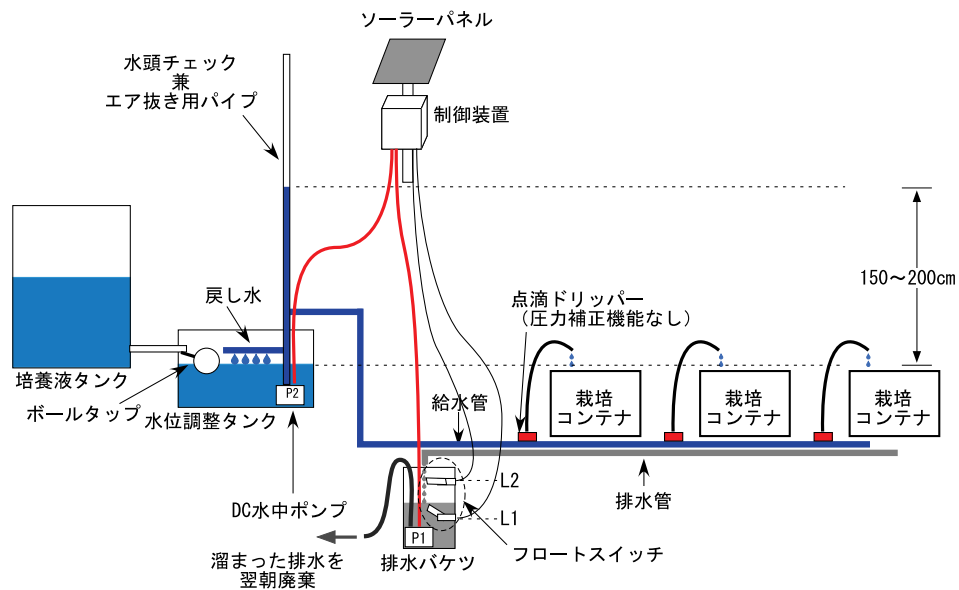 ソーラーパネル
水頭チェック
兼
エア抜き用パイプ
制御装置
150～200cm
戻し水
点滴ドリッパー
（圧力補正機能なし）
培養液タンク
ボールタップ
水位調整タンク
P2
給水管
栽培
コンテナ
栽培
コンテナ
栽培
コンテナ
L2
排水管
DC水中ポンプ
L1
P1
フロートスイッチ
排水バケツ
溜まった排水を
翌朝廃棄